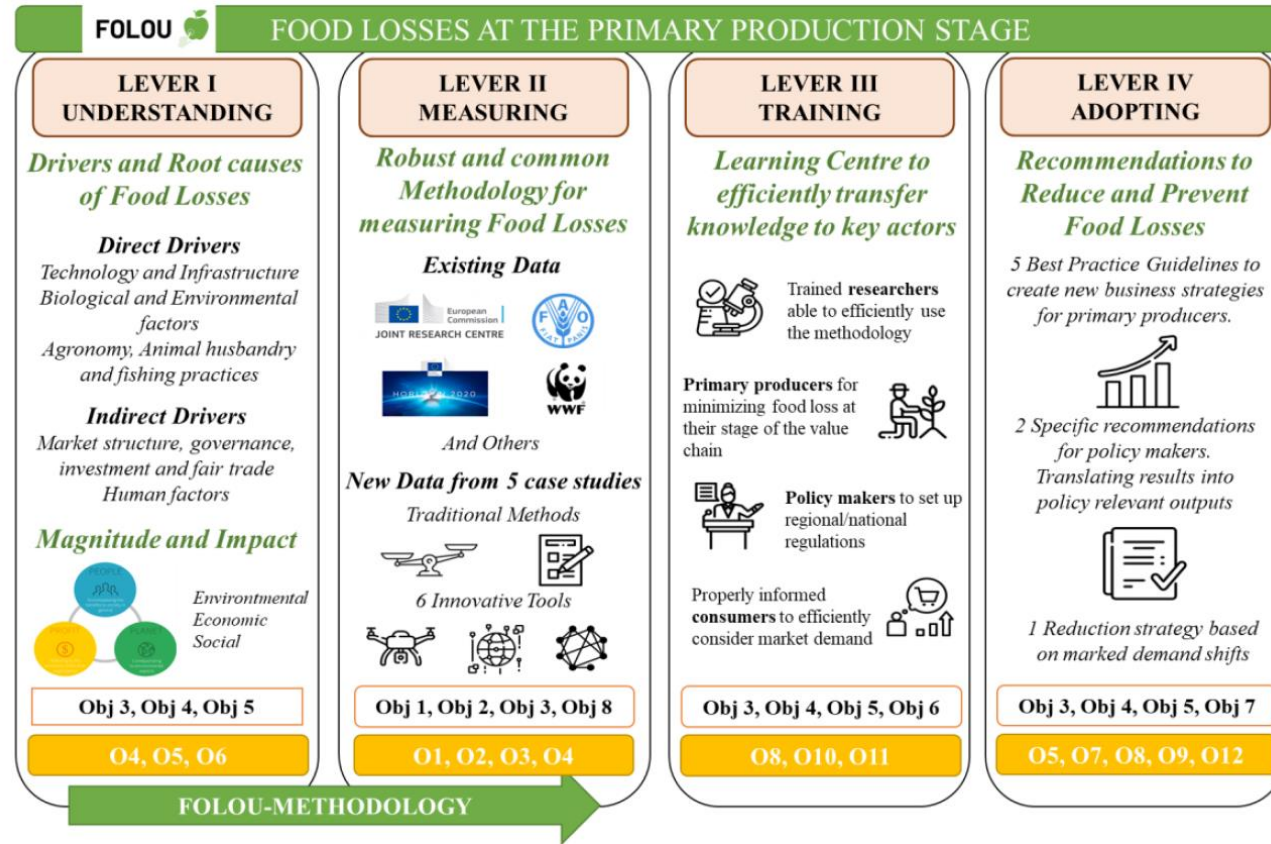 FOLOU
FOOD LOSSES AT THE PRIMARY PRODUCTION STAGE
LEVER I
UNDERSTANDING
Drivers and Root causes
of Food Losses
Direct Drivers
Technology and Infrastructure
Biological and Environmental
factors
Agronomy, Animal husbandry
and fishing practices
Indirect Drivers
Market structure, governance,
investment and fair trade
Human factors
Magnitude and Impact
PEOPLE
PROFIT
PLANET
Environtmental
Economic
Social
Obj 3, Obj 4, Obj 5
O4, O5, O6
LEVER II
MEASURING
Robust and common
Methodology for
measuring Food Losses
Existing Data
European
Commission
JOINT RESEARCH CENTRE
FAO
FIAT PANIS
HORIZON 2020
WWF
And Others
New Data from 5 case studies
Traditional Methods
6 Innovative Tools
Obj 1, Obj 2, Obj 3, Obj 8
O1, O2, O3, O4
LEVER III
TRAINING
Learning Centre to
efficiently transfer
knowledge to key actors
Trained researchers
able to efficiently use
the methodology
Primary producers for
minimizing food loss at
their stage of the value
chain
Policy makers to set up
regional/national
regulations
Properly informed
consumers to efficiently
consider market demand
Obj 3, Obj 4, Obj 5, Obj 6
O8, O10, O11
LEVER IV
ADOPTING
Recommendations to
Reduce and Prevent
Food Losses
5 Best Practice Guidelines to
create new business strategies
for primary producers.
2 Specific recommendations
for policy makers.
Translating results into
policy relevant outputs
1 Reduction strategy based
on marked demand shifts
Obj 3, Obj 4, Obj 5, Obj 7
O5, O7, O8, O9, O12
FOLOU-METHODOLOGY